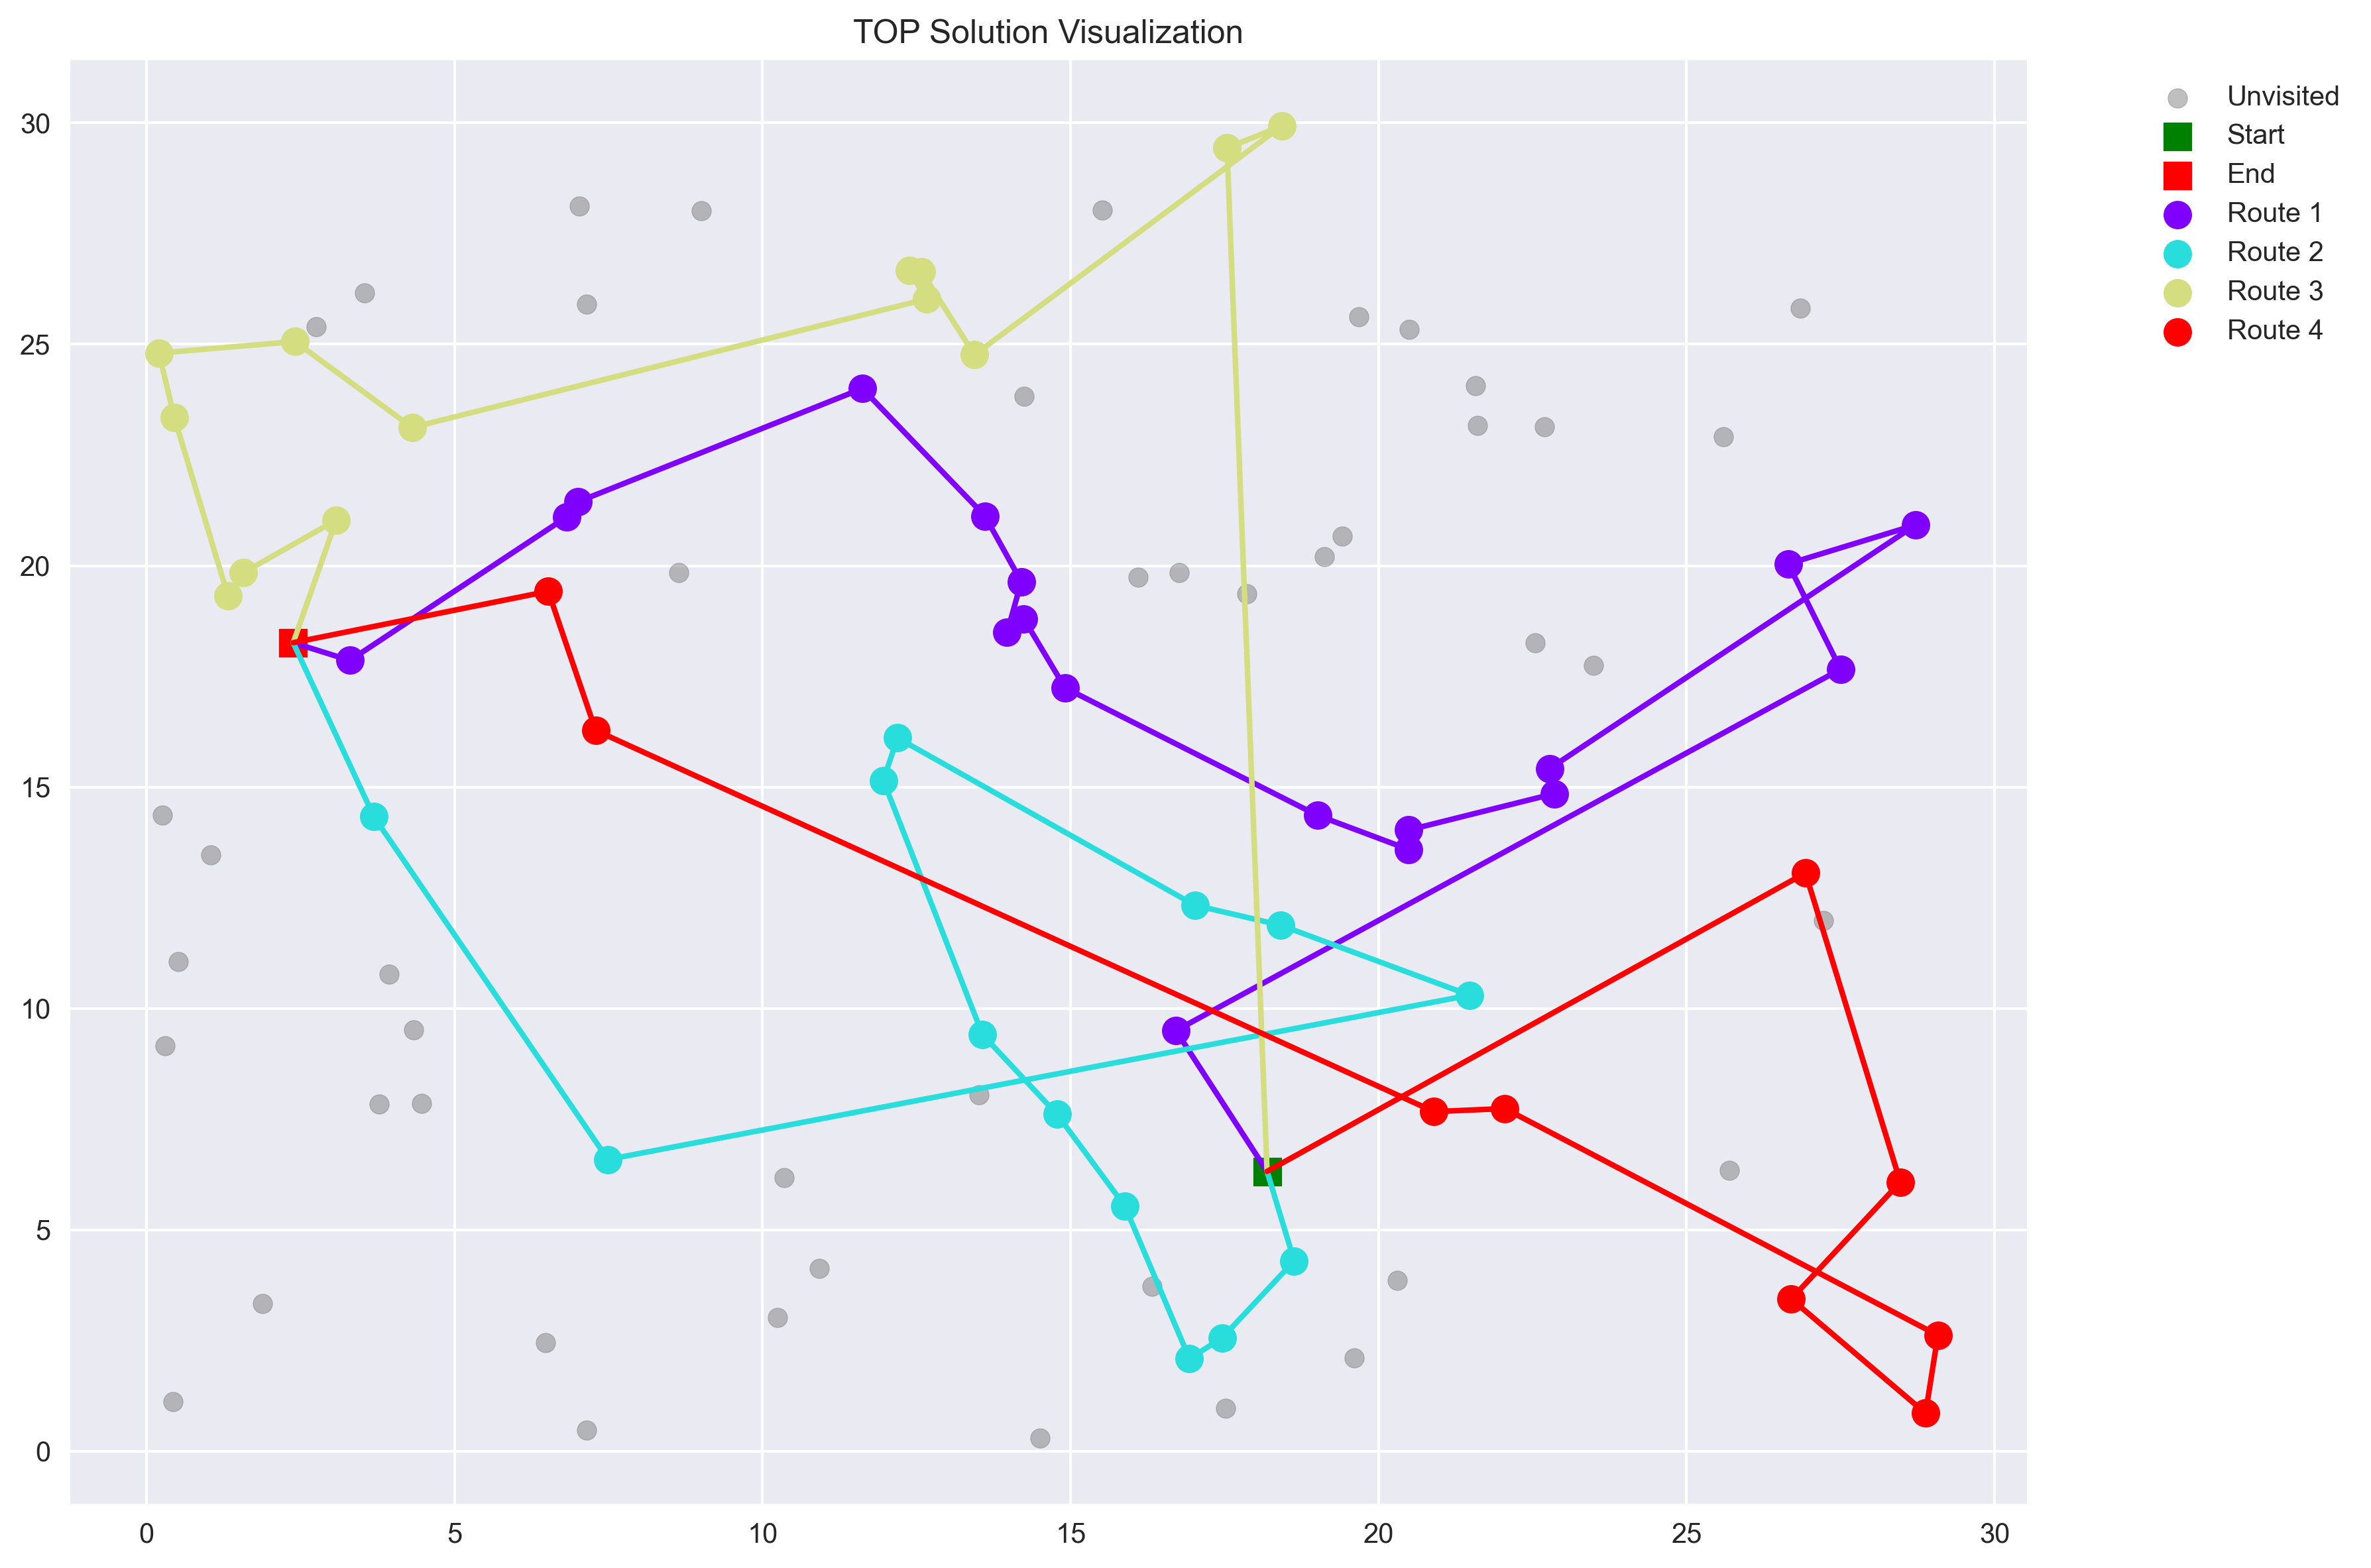 TOP Solution Visualization
30
25
20
15
10
5
0
0 5 10 15 20 25 30
Unvisited
Start
End
Route 1
Route 2
Route 3
Route 4